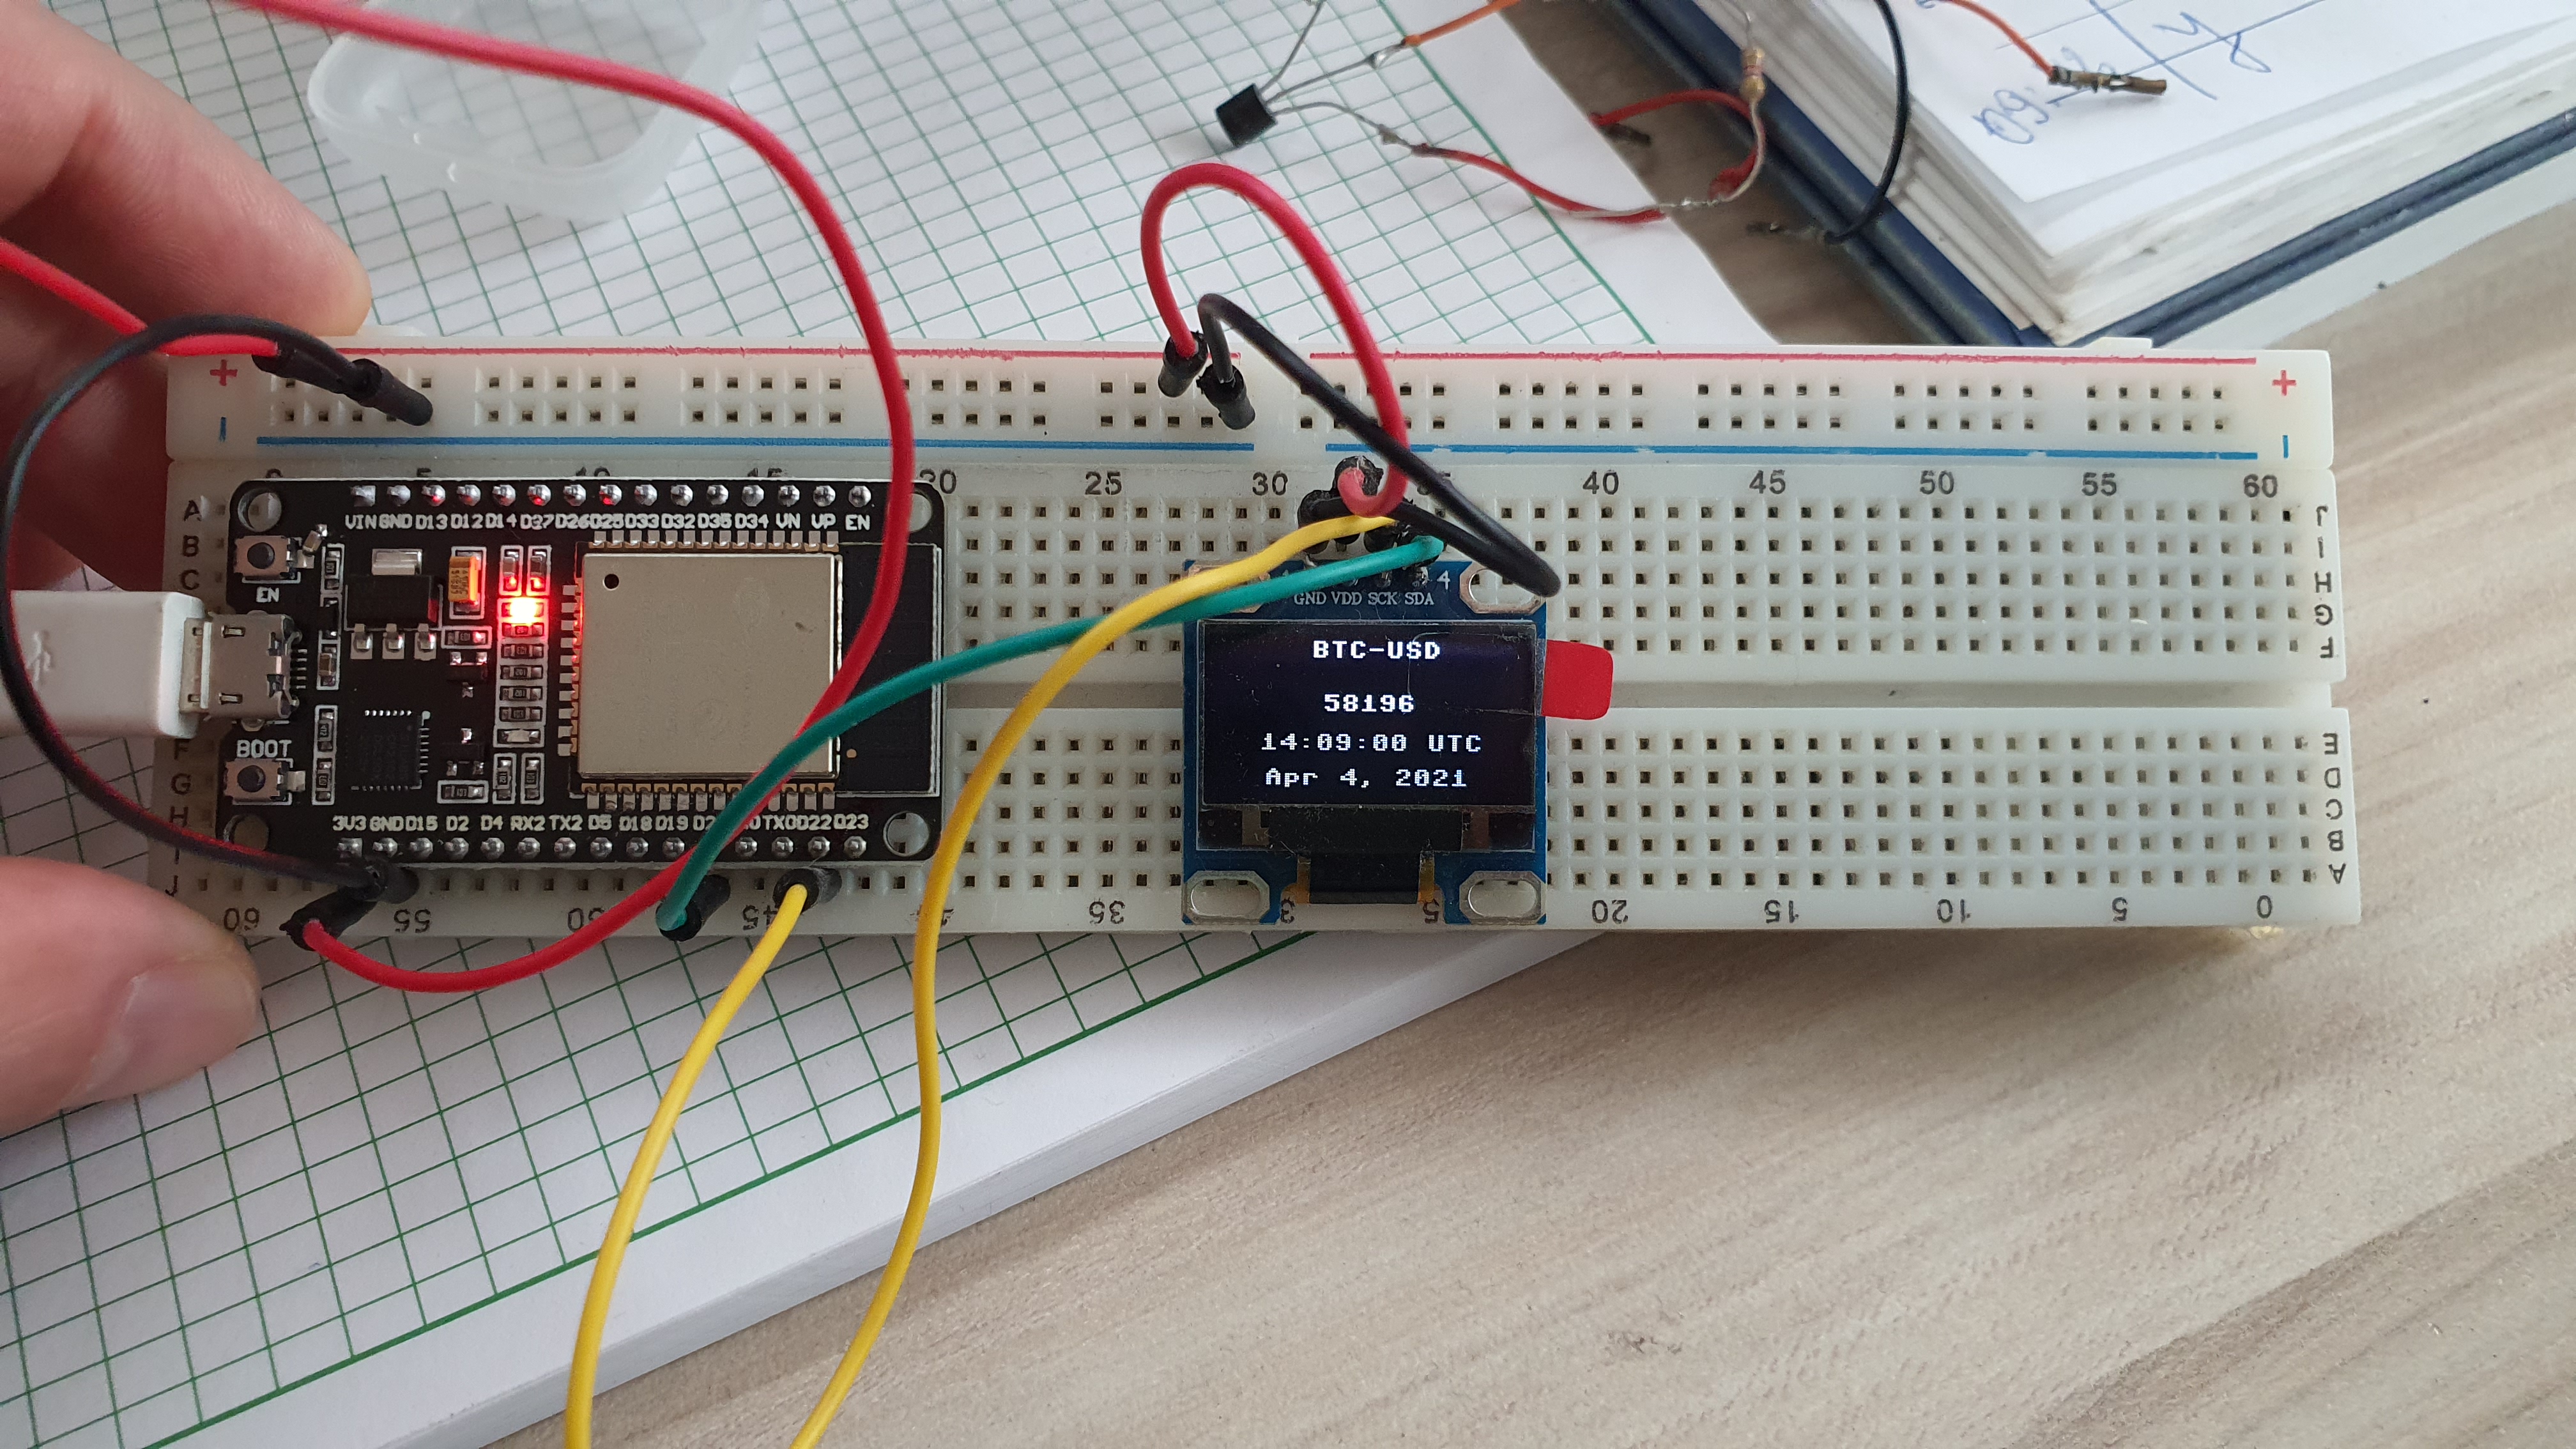 + +
5 10 15 20 25 30 35 40 45 50 55 60
VIN GND D13 D12 D14 D27 D26 D25 D33 D32 D35 D34 VN VP EN
A
B
C
J
I
H
G
F
EN
4
GND VDD SCK SDA
BTC-USD
58196
14:09:00 UTC
Apr 4, 2021
BOOT
3V3 GND D15 D2 D4 RX2 TX2 D5 D18 D19 TX0 D22 D23
F
G
H
I
J
E
D
C
B
A
60 55 45 35 20 15 10 5 0